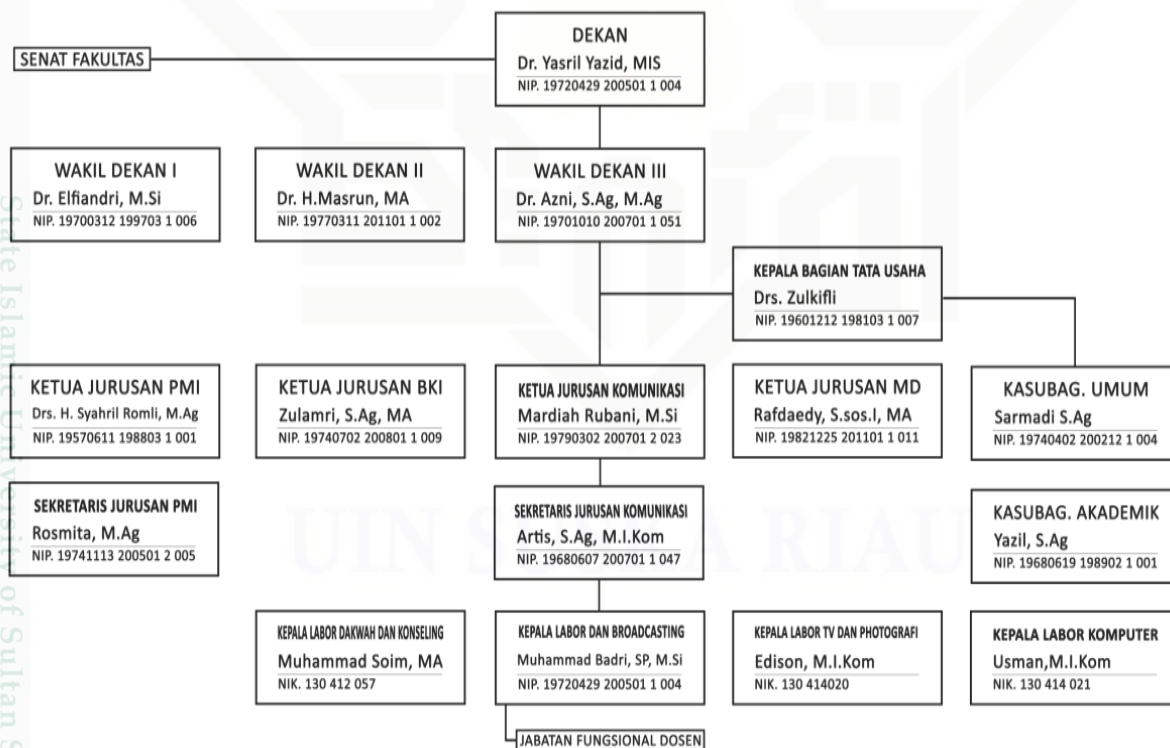 DEKAN
Dr. Yasril Yazid, MIS
NIP. 19720429 200501 1 004
SENAT FAKULTAS
WAKIL DEKAN I
Dr. Elfiandri, M.Si
NIP. 19700312 199703 1 006
WAKIL DEKAN II
Dr. H.Masrun, MA
NIP. 19770311 201101 1 002
WAKIL DEKAN III
Dr. Azni, S.Ag, M.Ag
NIP. 19701010 200701 1 051
KEPALA BAGIAN TATA USAHA
Drs. Zulkifli
NIP. 19601212 198103 1 007
KETUA JURUSAN PMI
Drs. H. Syahril Romli, M.Ag
NIP. 19570611 198803 1 001
KETUA JURUSAN BKI
Zulamri, S.Ag, MA
NIP. 19740702 200801 1 009
KETUA JURUSAN KOMUNIKASI
Mardiah Rubani, M.Si
NIP. 19790302 200701 2 023
KETUA JURUSAN MD
Rafdaedy, S.sos.I, MA
NIP. 19821225 201101 1 011
KASUBAG. UMUM
Sarmadi S.Ag
NIP. 19740402 200212 1 004
SEKRETARIS JURUSAN PMI
Rosmita, M.Ag
NIP. 19741113 200501 2 005
SEKRETARIS JURUSAN KOMUNIKASI
Artis, S.Ag, M.I.Kom
NIP. 19680607 200701 1 047
KASUBAG. AKADEMIK
Yazil, S.Ag
NIP. 19680619 198902 1 001
KEPALA LABOR DAKWAH DAN KONSELING
Muhammad Soim, MA
NIK. 130 412 057
KEPALA LABOR DAN BROADCASTING
Muhammad Badri, SP, M.Si
NIP. 19720429 200501 1 004
KEPALA LABOR TV DAN PHOTOGRAFI
Edison, M.I.Kom
NIK. 130 414020
KEPALA LABOR KOMPUTER
Usman,M.I.Kom
NIK. 130 414 021
JABATAN FUNGSIONAL DOSEN
State Islamic University of Sultan S
UIN SUSKA RIAU